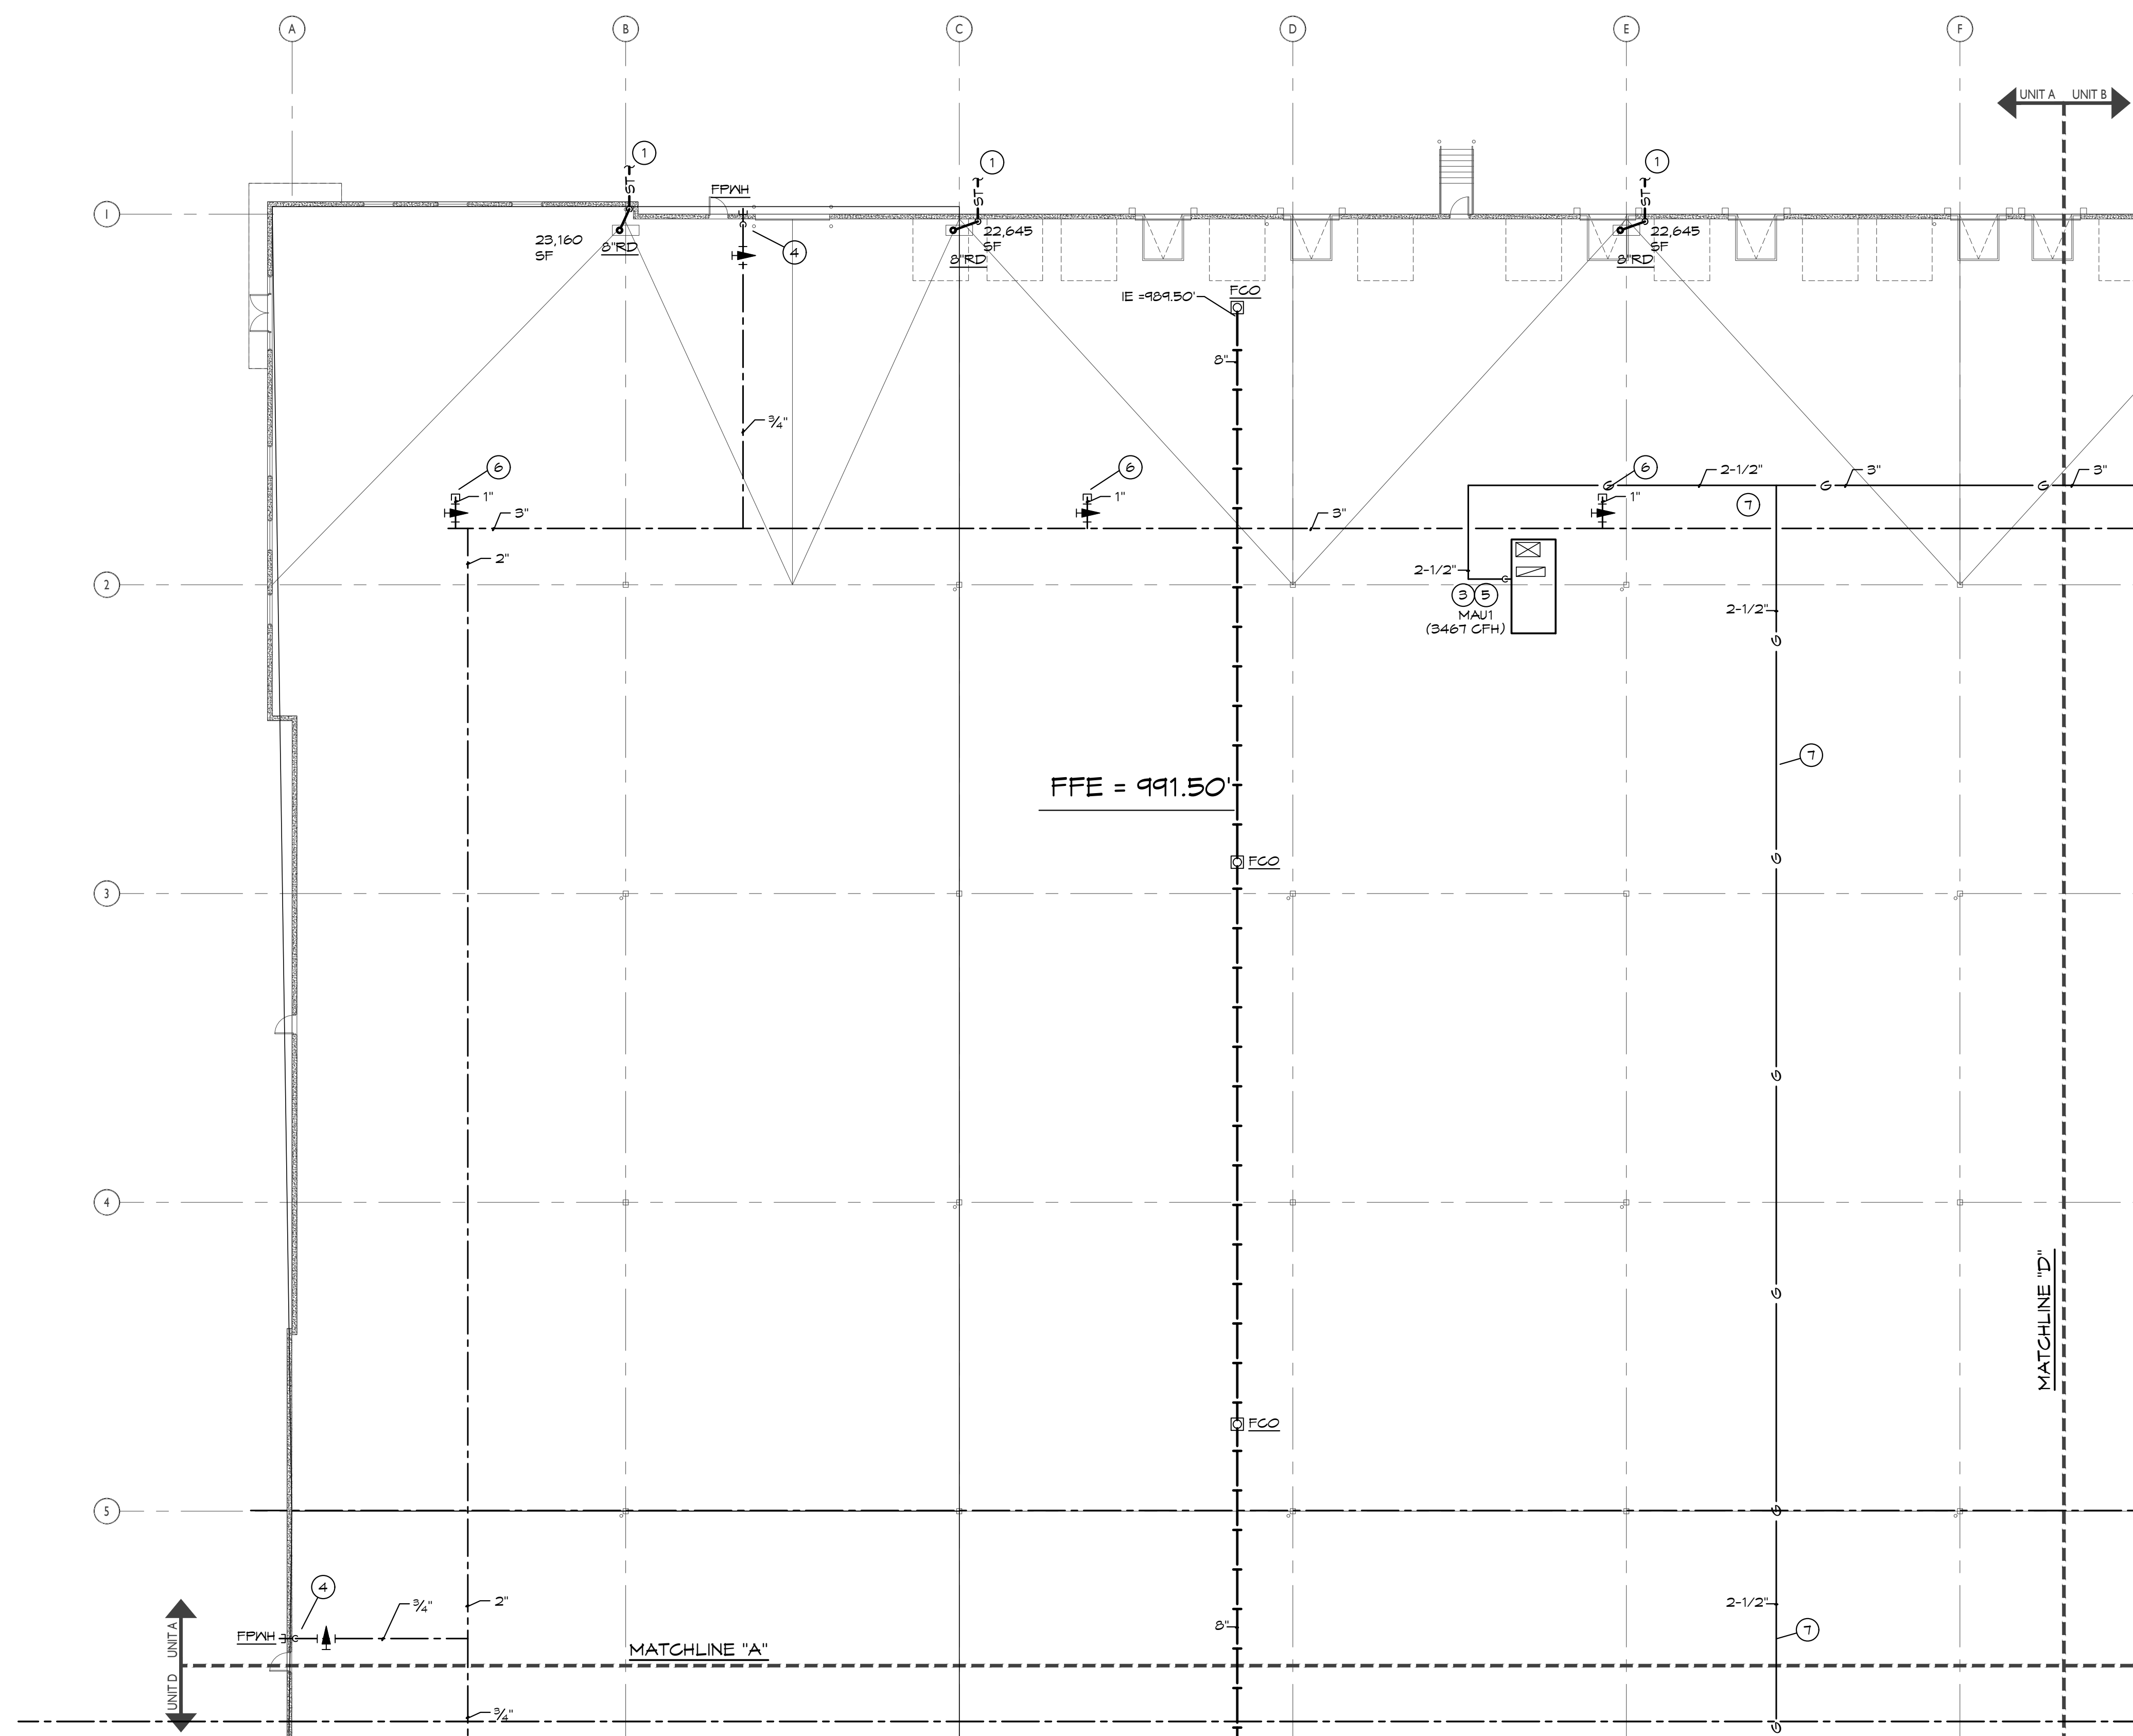 A B C D E F
UNIT A UNIT B
1
1
1
ST
ST
ST
FPWH
1
23,160
SF
8"RD
4
22,645
SF
8"RD
22,645
SF
8"RD
FCO
IE =989.50'
8"
3/4"
6
6
6
2-1/2"
3"
3"
1"
1"
1"
7
3"
3"
2"
G
G
G
2-1/2"
2
3 5
MAU1
(3467 CFH)
2-1/2"
G
7
FFE = 991.50'
FCO
G
3
G
4
MATCHLINE "D"
G
FCO
5
G
4
3/4"
2"
2-1/2"
8"
7
FPWH
UNIT D UNIT A
MATCHLINE "A"
3/4"
G